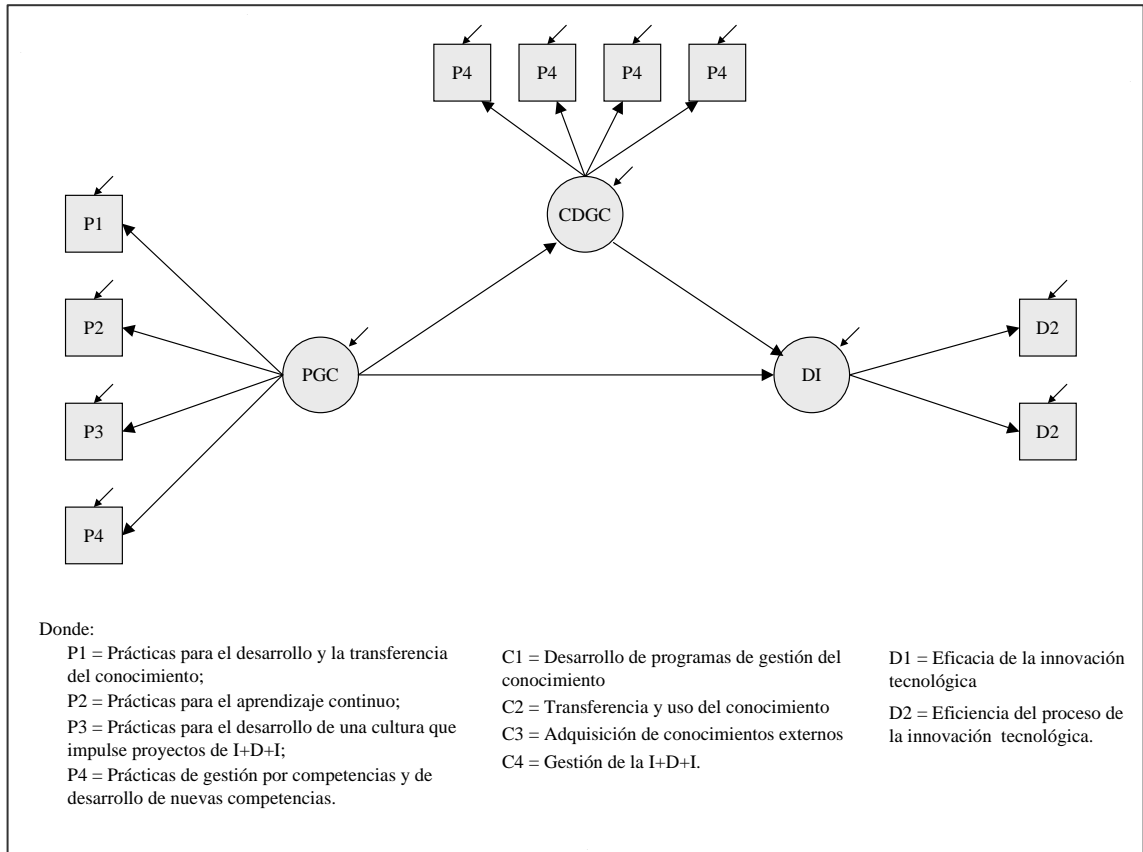 P4 P4 P4 P4
CDGC
P1
P2
D2
PGC
DI
P3
D2
P4
Donde:
P1 = Prácticas para el desarrollo y la transferencia
del conocimiento;
P2 = Prácticas para el aprendizaje continuo;
P3 = Prácticas para el desarrollo de una cultura que
impulse proyectos de I+D+I;
P4 = Prácticas de gestión por competencias y de
desarrollo de nuevas competencias.
C1 = Desarrollo de programas de gestión del
conocimiento
C2 = Transferencia y uso del conocimiento
C3 = Adquisición de conocimientos externos
C4 = Gestión de la I+D+I.
D1 = Eficacia de la innovación
tecnológica
D2 = Eficiencia del proceso de
la innovación tecnológica.